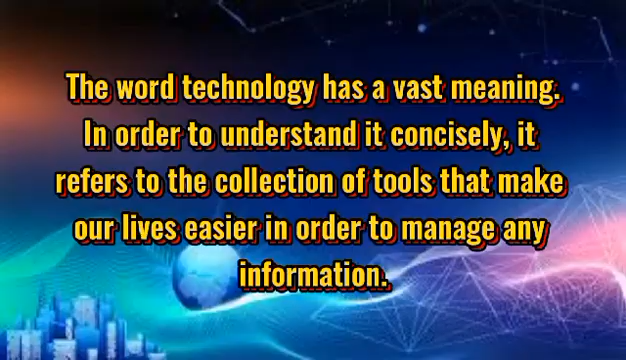 The word technology has a vast meaning.
In order to understand it concisely, it
refers to the collection of tools that make
our lives easier in order to manage any
information.